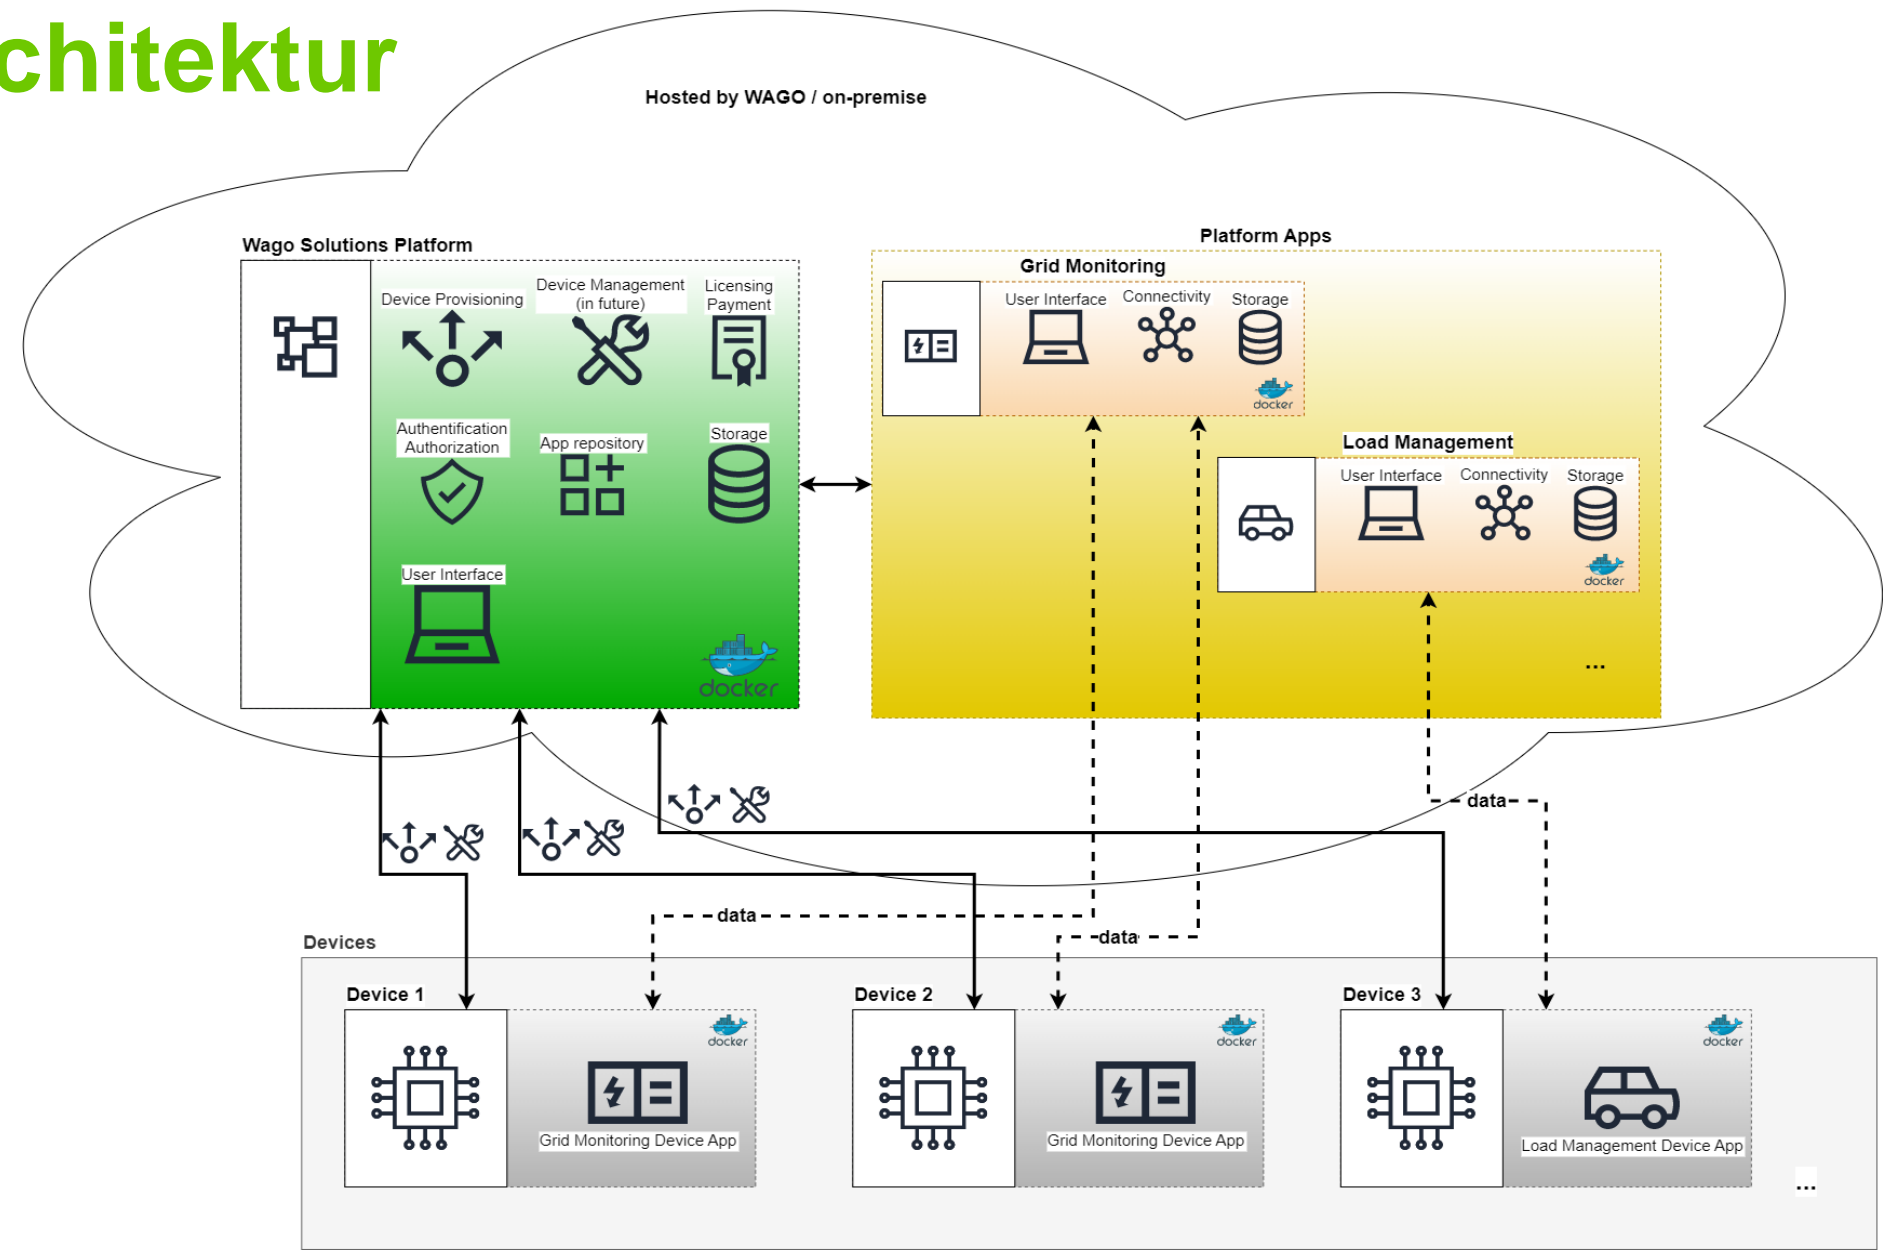 chitektur
Hosted by WAGO / on-premise
Wago Solutions Platform
Device Provisioning
Device Management
(in future)
Licensing
Payment
Authentification
Authorization
App repository
Storage
User Interface
docker
Platform Apps
Grid Monitoring
User Interface
Connectivity
Storage
docker
Load Management
User Interface
Connectivity
Storage
docker
...
data
data
data
Devices
Device 1
docker
Grid Monitoring Device App
Device 2
docker
Grid Monitoring Device App
Device 3
docker
Load Management Device App
...